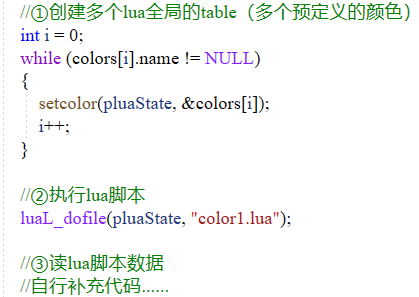 //①创建多个lua全局的table（多个预定义的颜色）
int i = 0;
while (colors[i].name != NULL)
{
setcolor(pluaState, &colors[i]);
i++;
}
//②执行lua脚本
luaL_dofile(pluaState, "color1.lua");
//③读lua脚本数据
//自行补充代码......